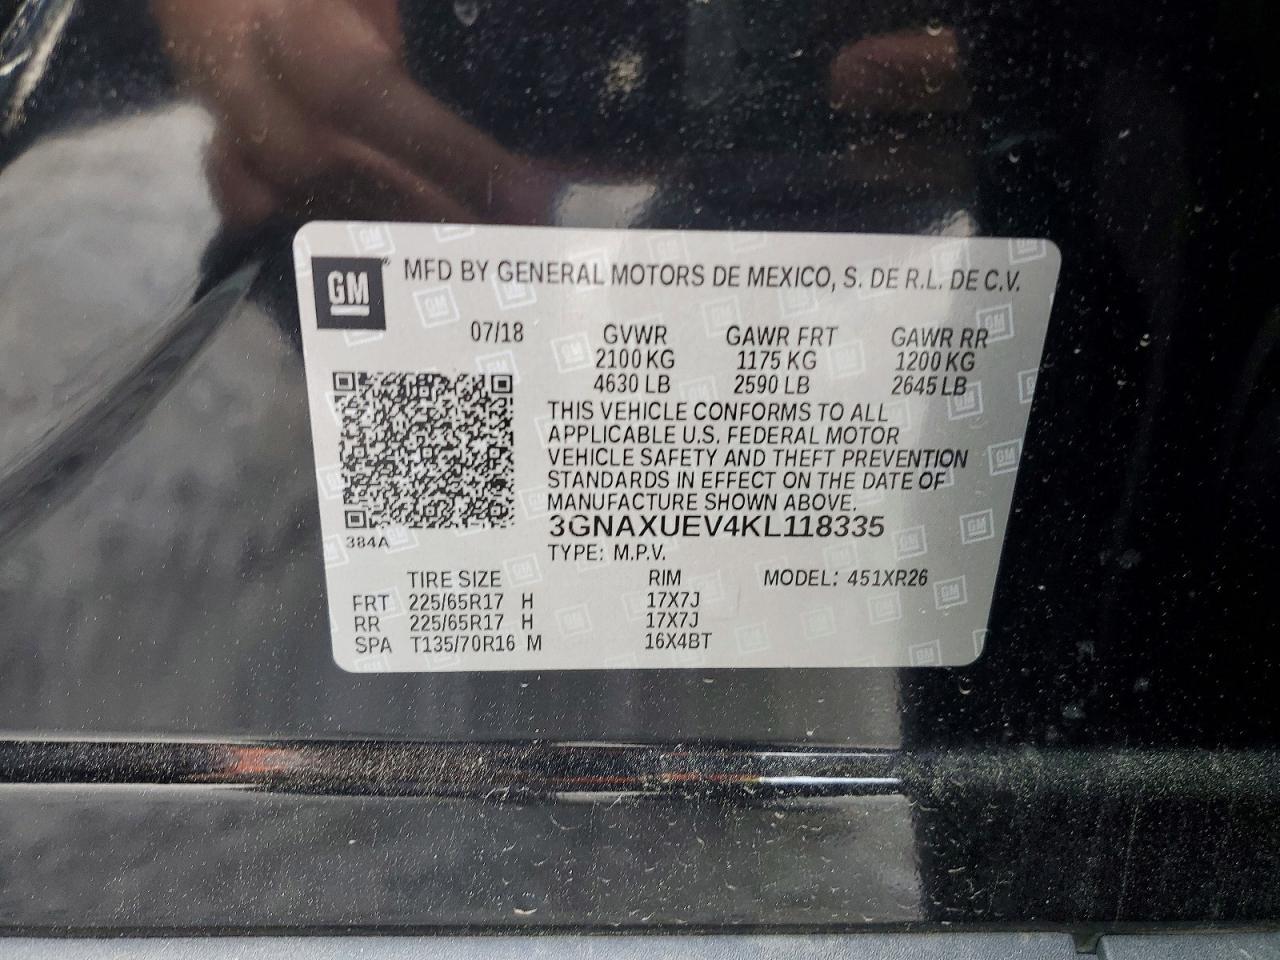 GM® MFD BY GENERAL MOTORS DE MEXICO, S. DE R.L. DE C.V.
07/18 GVWR GAWR FRT GAWR RR
2100 KG 1175 KG 1200 KG
4630 LB 2590 LB 2645 LB
THIS VEHICLE CONFORMS TO ALL
APPLICABLE U.S. FEDERAL MOTOR
VEHICLE SAFETY AND THEFT PREVENTION
STANDARDS IN EFFECT ON THE DATE OF
MANUFACTURE SHOWN ABOVE.
3GNAXUEV4KL118335
384A
TYPE: M.P.V.
TIRE SIZE RIM MODEL: 451XR26
FRT 225/65R17 H 17X7J
RR 225/65R17 H 17X7J
SPA T135/70R16 M 16X4BT